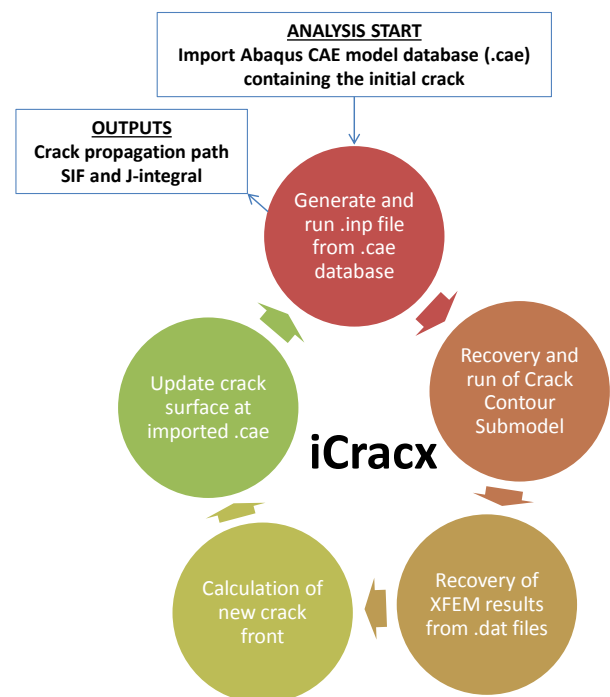 ANALYSIS START
Import Abaqus CAE model database (.cae)
containing the initial crack
OUTPUTS
Crack propagation path
SIF and J-integral
Generate and
run .inp file
from .cae
database
Recovery and
run of Crack
Contour
Submodel
Recovery of
XFEM results
from .dat files
Calculation of
new crack
front
Update crack
surface at
imported .cae
iCracx